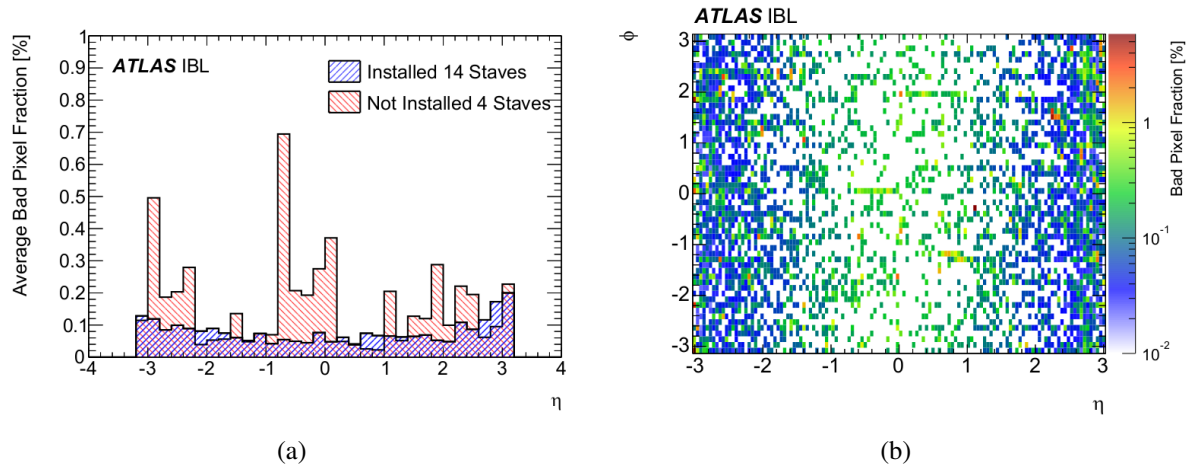 ATLAS IBL
Installed 14 Staves
Not Installed 4 Staves
Average Bad Pixel Fraction [%]
1
0.9
0.8
0.7
0.6
0.5
0.4
0.3
0.2
0.1
0
-4 -3 -2 -1 0 1 2 3 4
η
(a)
ATLAS IBL
ϕ
3
2
1
0
-1
-2
-3
-3 -2 -1 0 1 2 3
η
Bad Pixel Fraction [%]
1
10-1
10-2
(b)